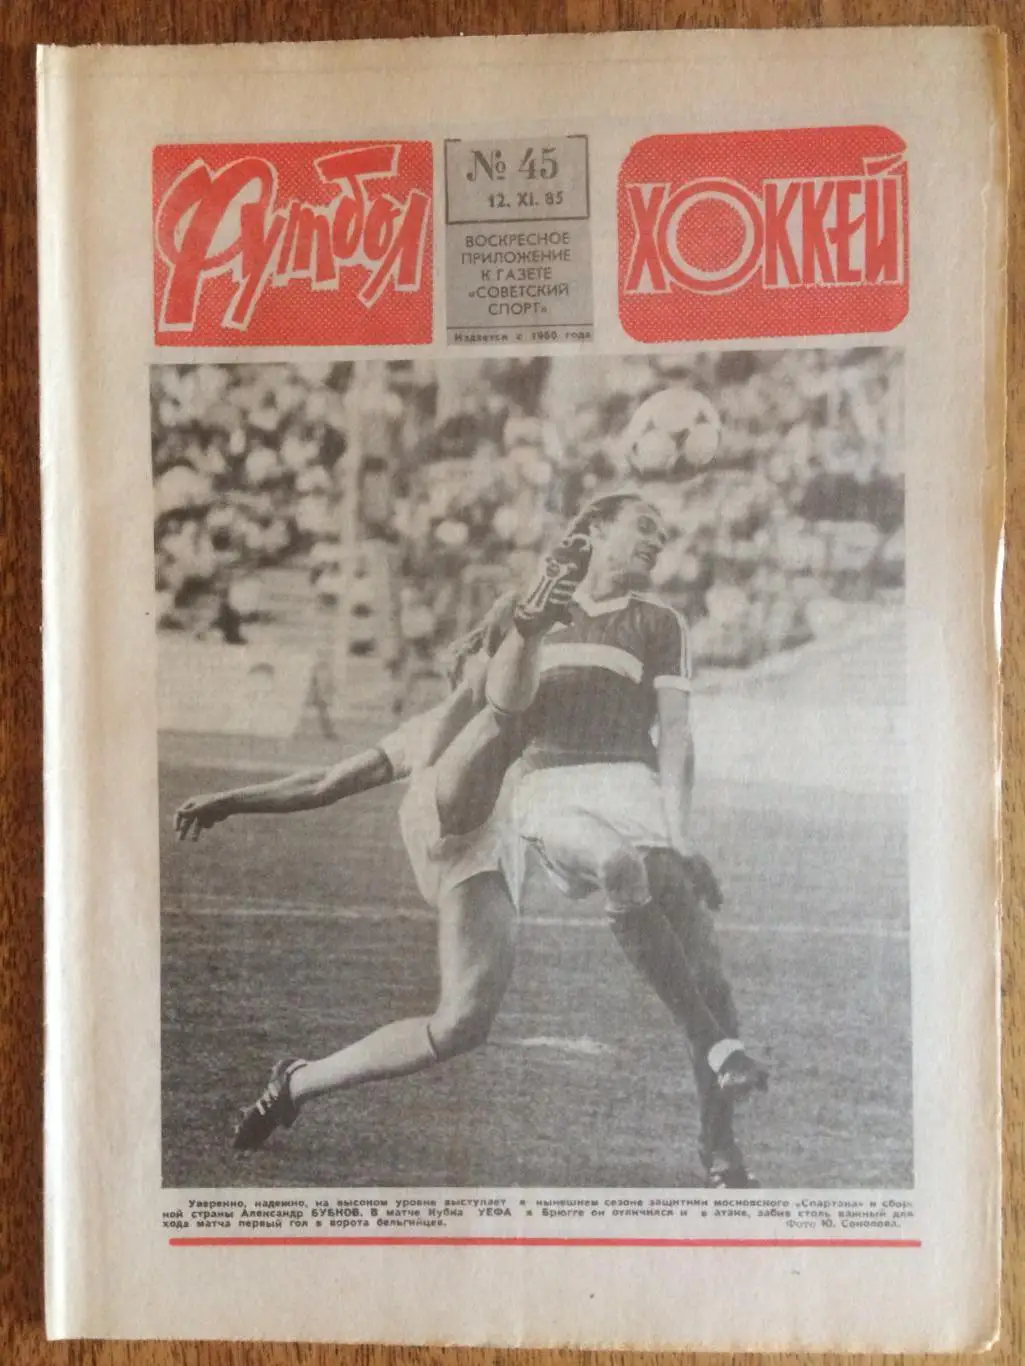 Футбол
№ 45
12. XI. 85
ВОСКРЕСНОЕ
ПРИЛОЖЕНИЕ
К ГАЗЕТЕ
«СОВЕТСКИЙ
СПОРТ»
Издается с 1960 года
ХОККЕЙ
Уверенно, надежно, на высоком уровне выступает в нынешнем сезоне защитник московского «Спартака» и сбор-
ной страны Александр БУБНОВ. В матче Кубка УЕФА в Брюгге он отличился и в атаке, забив столь важный для
хода матча первый гол в ворота бельгийцев.
Фото Ю. Соколова.